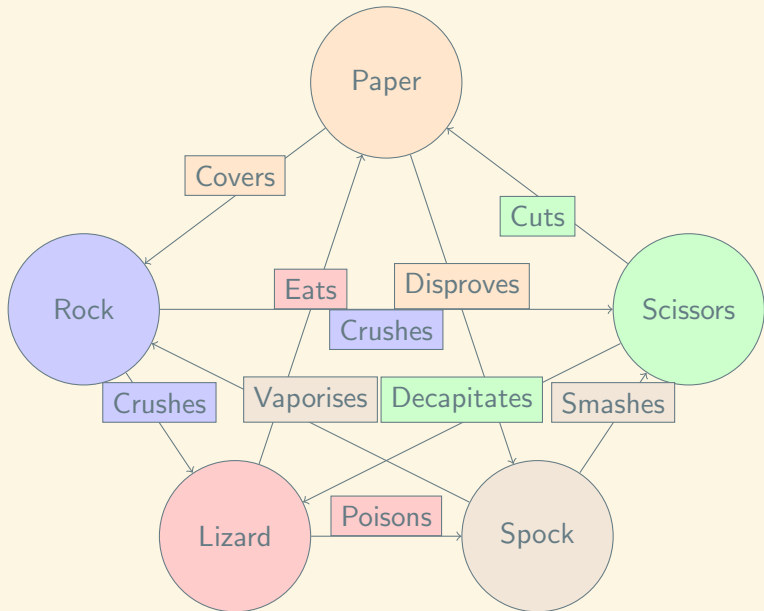 Paper
Covers
Cuts
Eats
Disproves
Rock
Scissors
Crushes
Crushes
Vaporises
Decapitates
Smashes
Poisons
Lizard
Spock